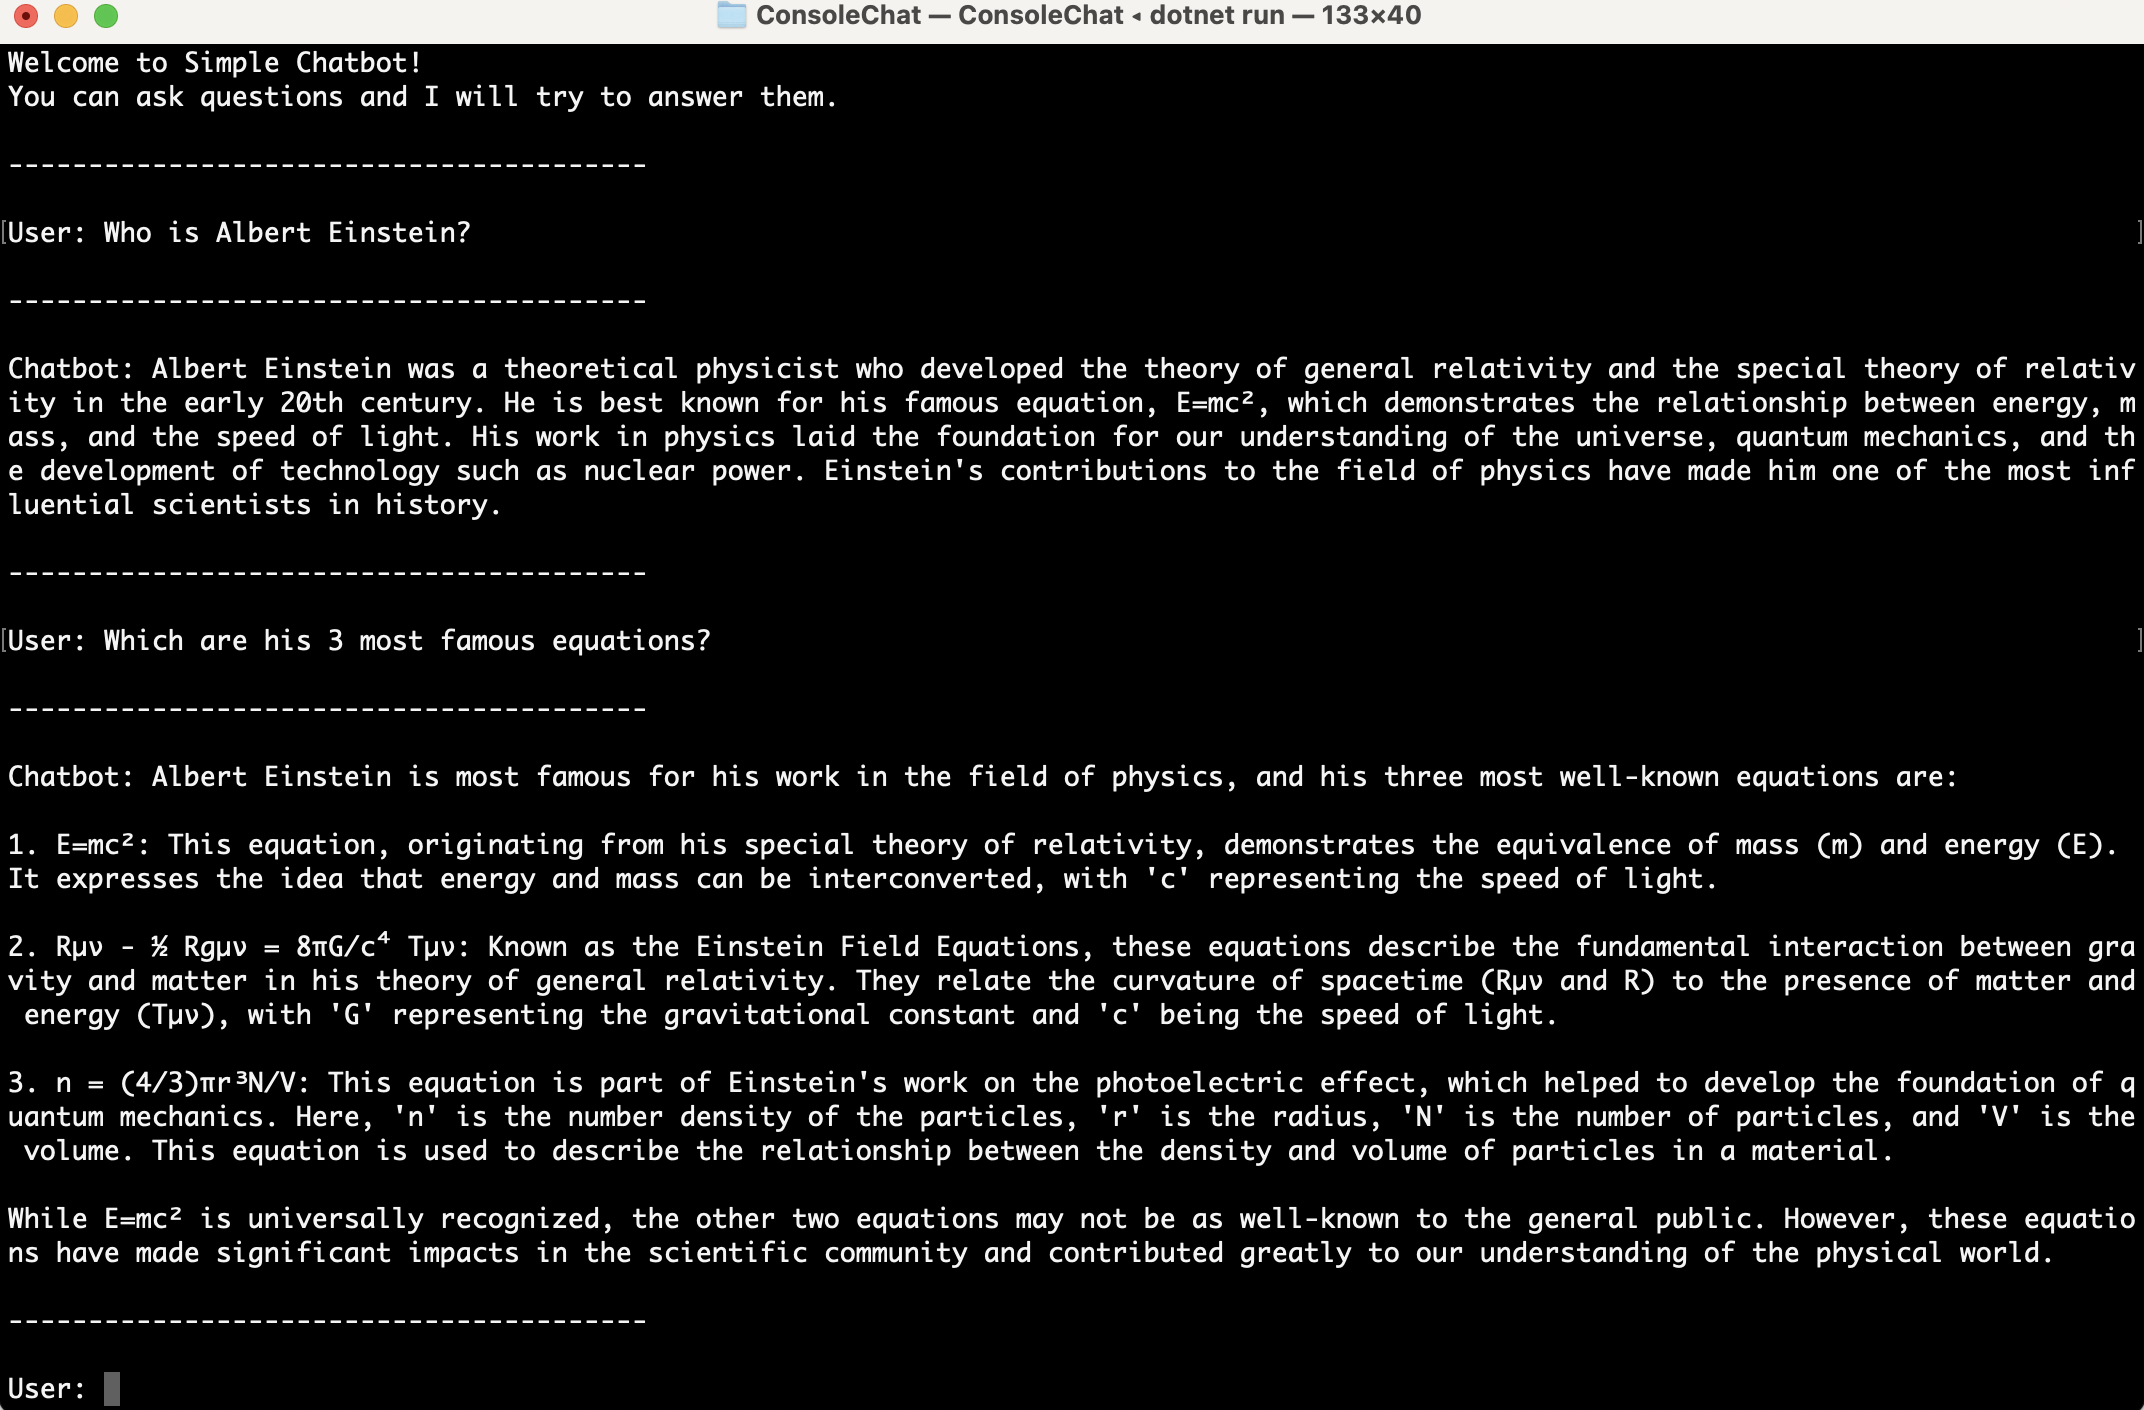 ConsoleChat — ConsoleChat ◂ dotnet run — 133×40
Welcome to Simple Chatbot!
You can ask questions and I will try to answer them.
----------------------------------------
[User: Who is Albert Einstein? ]
----------------------------------------
Chatbot: Albert Einstein was a theoretical physicist who developed the theory of general relativity and the special theory of relativ
ity in the early 20th century. He is best known for his famous equation, E=mc², which demonstrates the relationship between energy, m
ass, and the speed of light. His work in physics laid the foundation for our understanding of the universe, quantum mechanics, and th
e development of technology such as nuclear power. Einstein's contributions to the field of physics have made him one of the most inf
luential scientists in history.
----------------------------------------
[User: Which are his 3 most famous equations? ]
----------------------------------------
Chatbot: Albert Einstein is most famous for his work in the field of physics, and his three most well-known equations are:
1. E=mc²: This equation, originating from his special theory of relativity, demonstrates the equivalence of mass (m) and energy (E).
It expresses the idea that energy and mass can be interconverted, with 'c' representing the speed of light.
2. Rμν - ½ Rgμν = 8πG/c⁴ Tμν: Known as the Einstein Field Equations, these equations describe the fundamental interaction between gra
vity and matter in his theory of general relativity. They relate the curvature of spacetime (Rμν and R) to the presence of matter and
 energy (Tμν), with 'G' representing the gravitational constant and 'c' being the speed of light.
3. n = (4/3)πr³N/V: This equation is part of Einstein's work on the photoelectric effect, which helped to develop the foundation of q
uantum mechanics. Here, 'n' is the number density of the particles, 'r' is the radius, 'N' is the number of particles, and 'V' is the
 volume. This equation is used to describe the relationship between the density and volume of particles in a material.
While E=mc² is universally recognized, the other two equations may not be as well-known to the general public. However, these equatio
ns have made significant impacts in the scientific community and contributed greatly to our understanding of the physical world.
----------------------------------------
User: